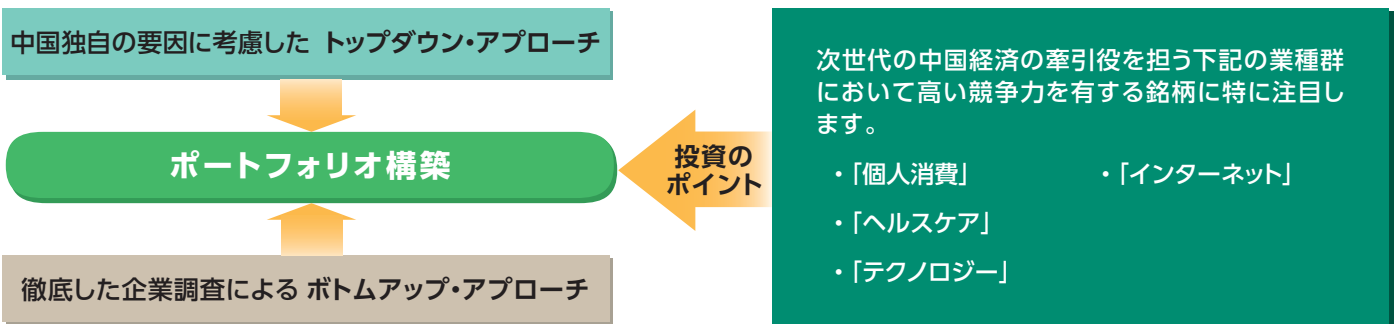 中国独自の要因に考慮した トップダウン・アプローチ
ポートフォリオ構築
徹底した企業調査による ボトムアップ・アプローチ
投資の
ポイント
次世代の中国経済の牽引役を担う下記の業種群
において高い競争力を有する銘柄に特に注目し
ます。
・「個人消費」 ・「インターネット」
・「ヘルスケア」
・「テクノロジー」